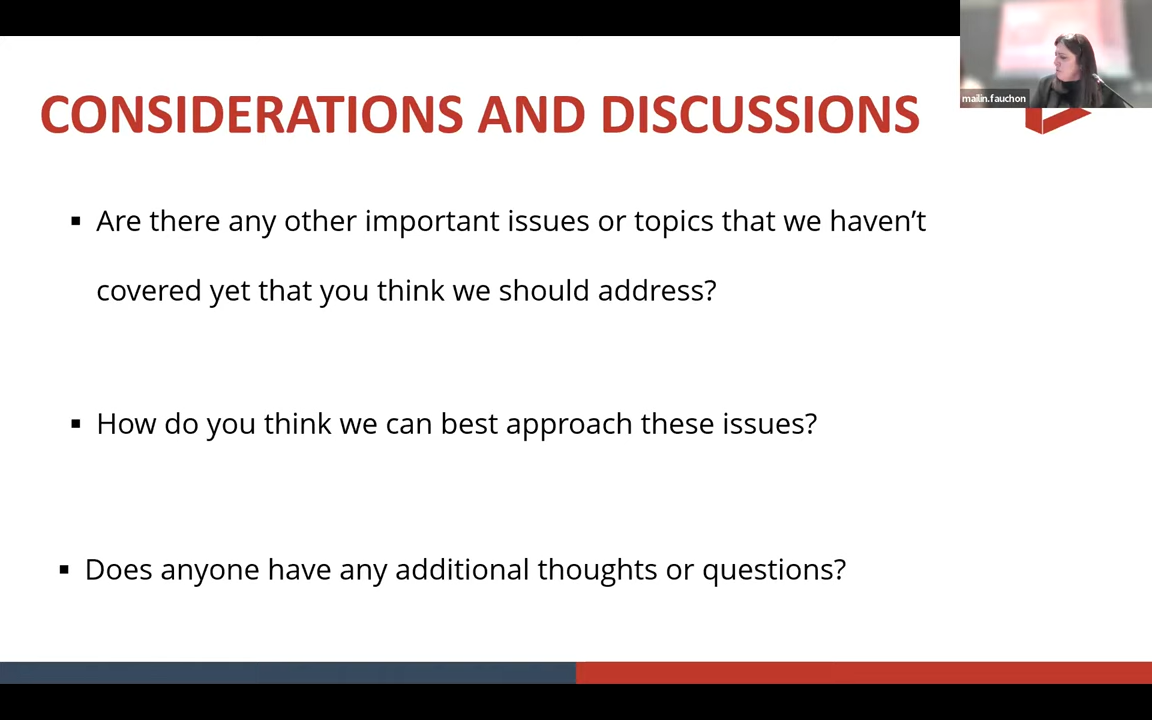 CONSIDERATIONS AND DISCUSSIONS
mailin.fauchon
▪ Are there any other important issues or topics that we haven’t
covered yet that you think we should address?
▪ How do you think we can best approach these issues?
▪ Does anyone have any additional thoughts or questions?